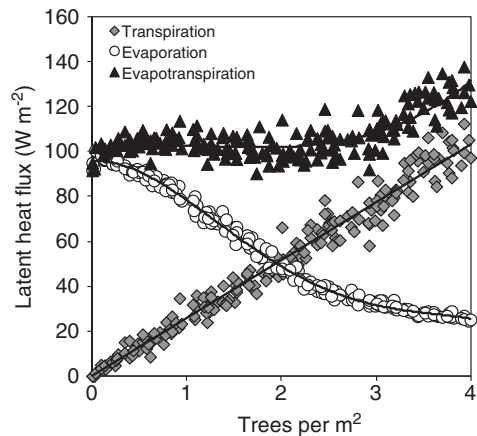 160
140
120
100
80
60
40
20
0
Latent heat flux (W m⁻²)
Transpiration
Evaporation
Evapotranspiration
0 1 2 3 4
Trees per m²